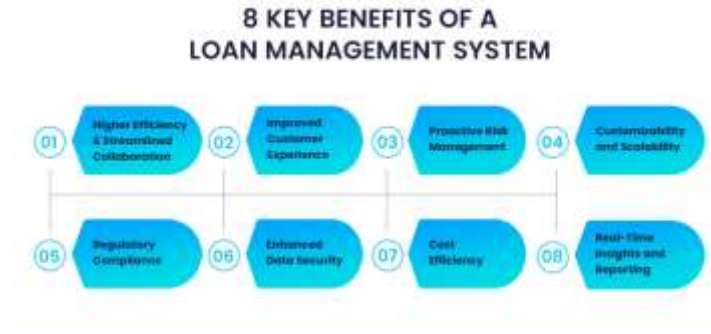 8 KEY BENEFITS OF A
LOAN MANAGEMENT SYSTEM
01
Higher Efficiency
& Streamlined
Collaboration
02
Improved
Customer
Experience
03
Proactive Risk
Management
04
Customizability
and Scalability
05
Regulatory
Compliance
06
Enhanced
Data Security
07
Cost
Efficiency
08
Real-Time
Insights and
Reporting